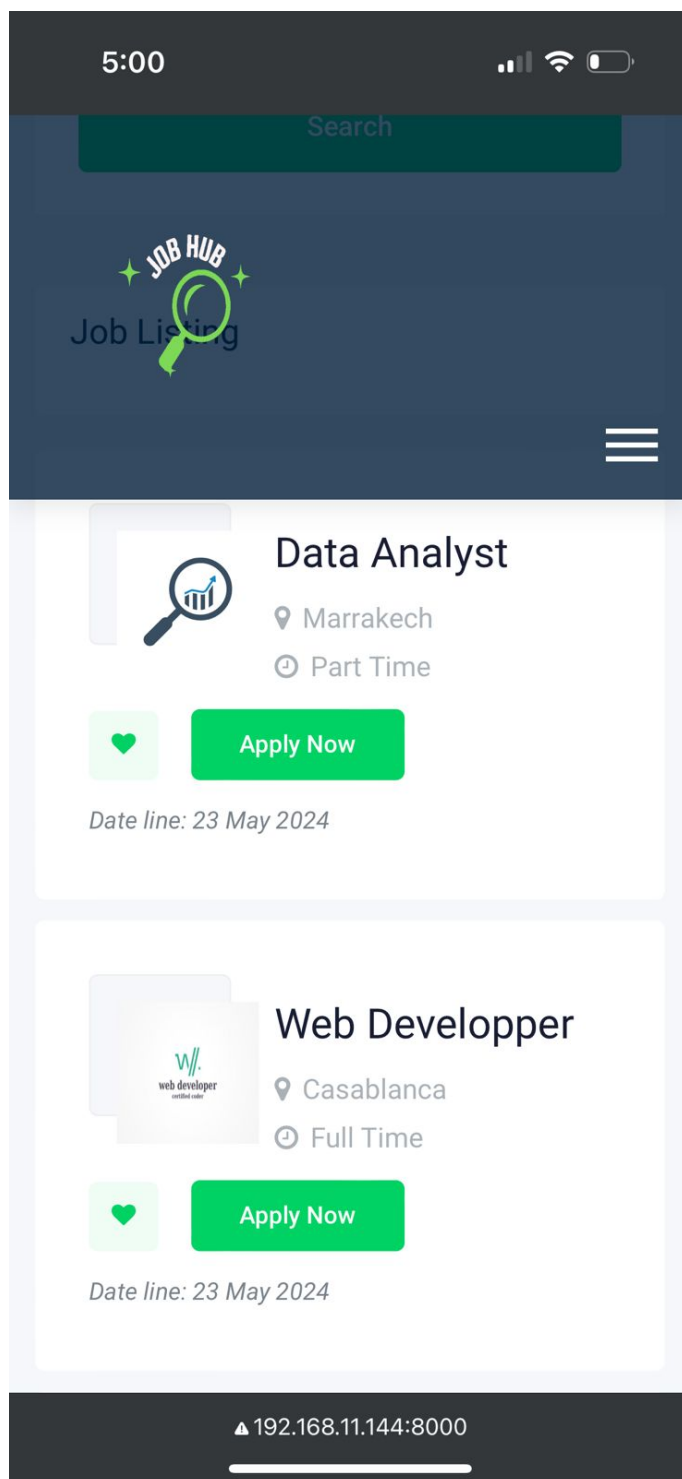 5:00
Search
JOB HUB
Job Listing
Data Analyst
Marrakech
Part Time
Apply Now
Date line: 23 May 2024
Web Developper
W//.
web developer
certified coder
Casablanca
Full Time
Apply Now
Date line: 23 May 2024
192.168.11.144:8000